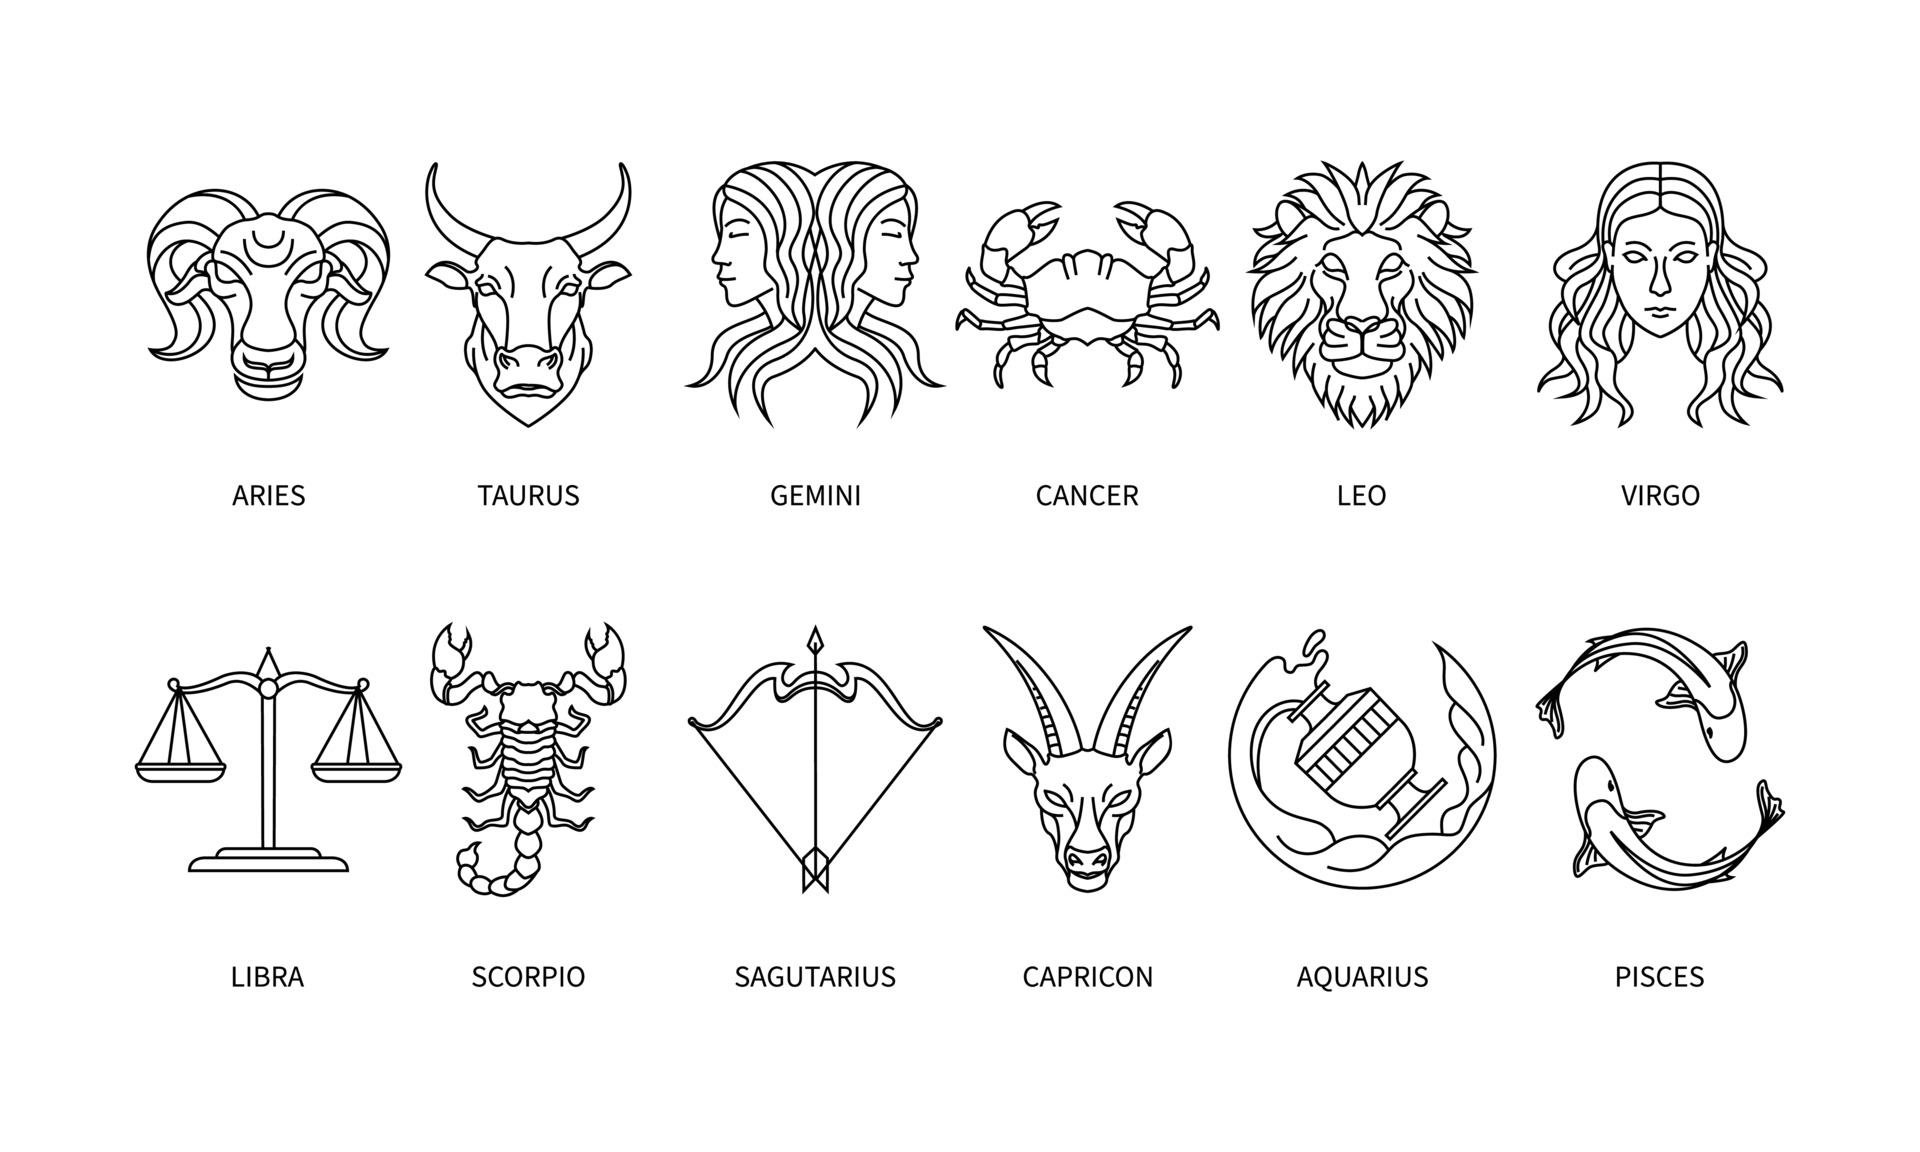 ARIES
TAURUS
GEMINI
CANCER
LEO
VIRGO
LIBRA
SCORPIO
SAGUTARIUS
CAPRICON
AQUARIUS
PISCES